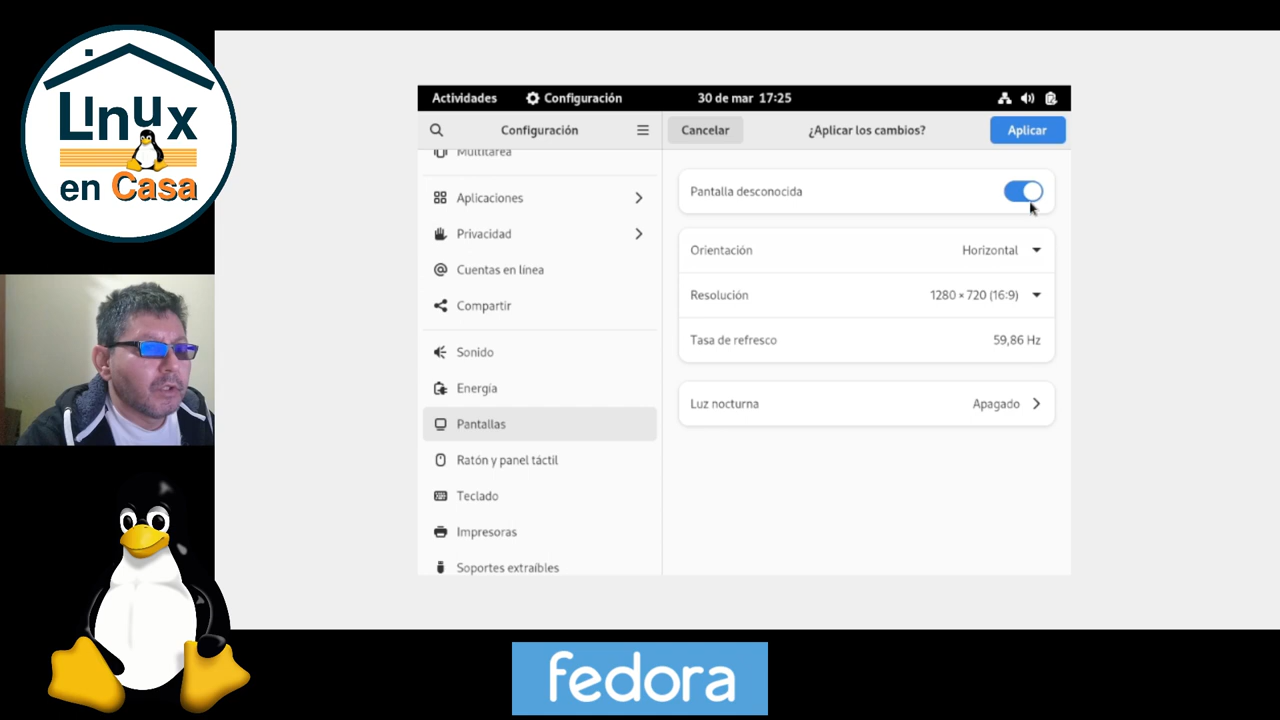 Linux
en Casa
Actividades Configuración 30 de mar 17:25
Configuración Cancelar ¿Aplicar los cambios? Aplicar
Multitarea
Aplicaciones
Privacidad
Cuentas en línea
Compartir
Sonido
Energía
Pantallas
Ratón y panel táctil
Teclado
Impresoras
Soportes extraíbles
Pantalla desconocida
Orientación Horizontal
Resolución 1280 × 720 (16:9)
Tasa de refresco 59,86 Hz
Luz nocturna Apagado
fedora